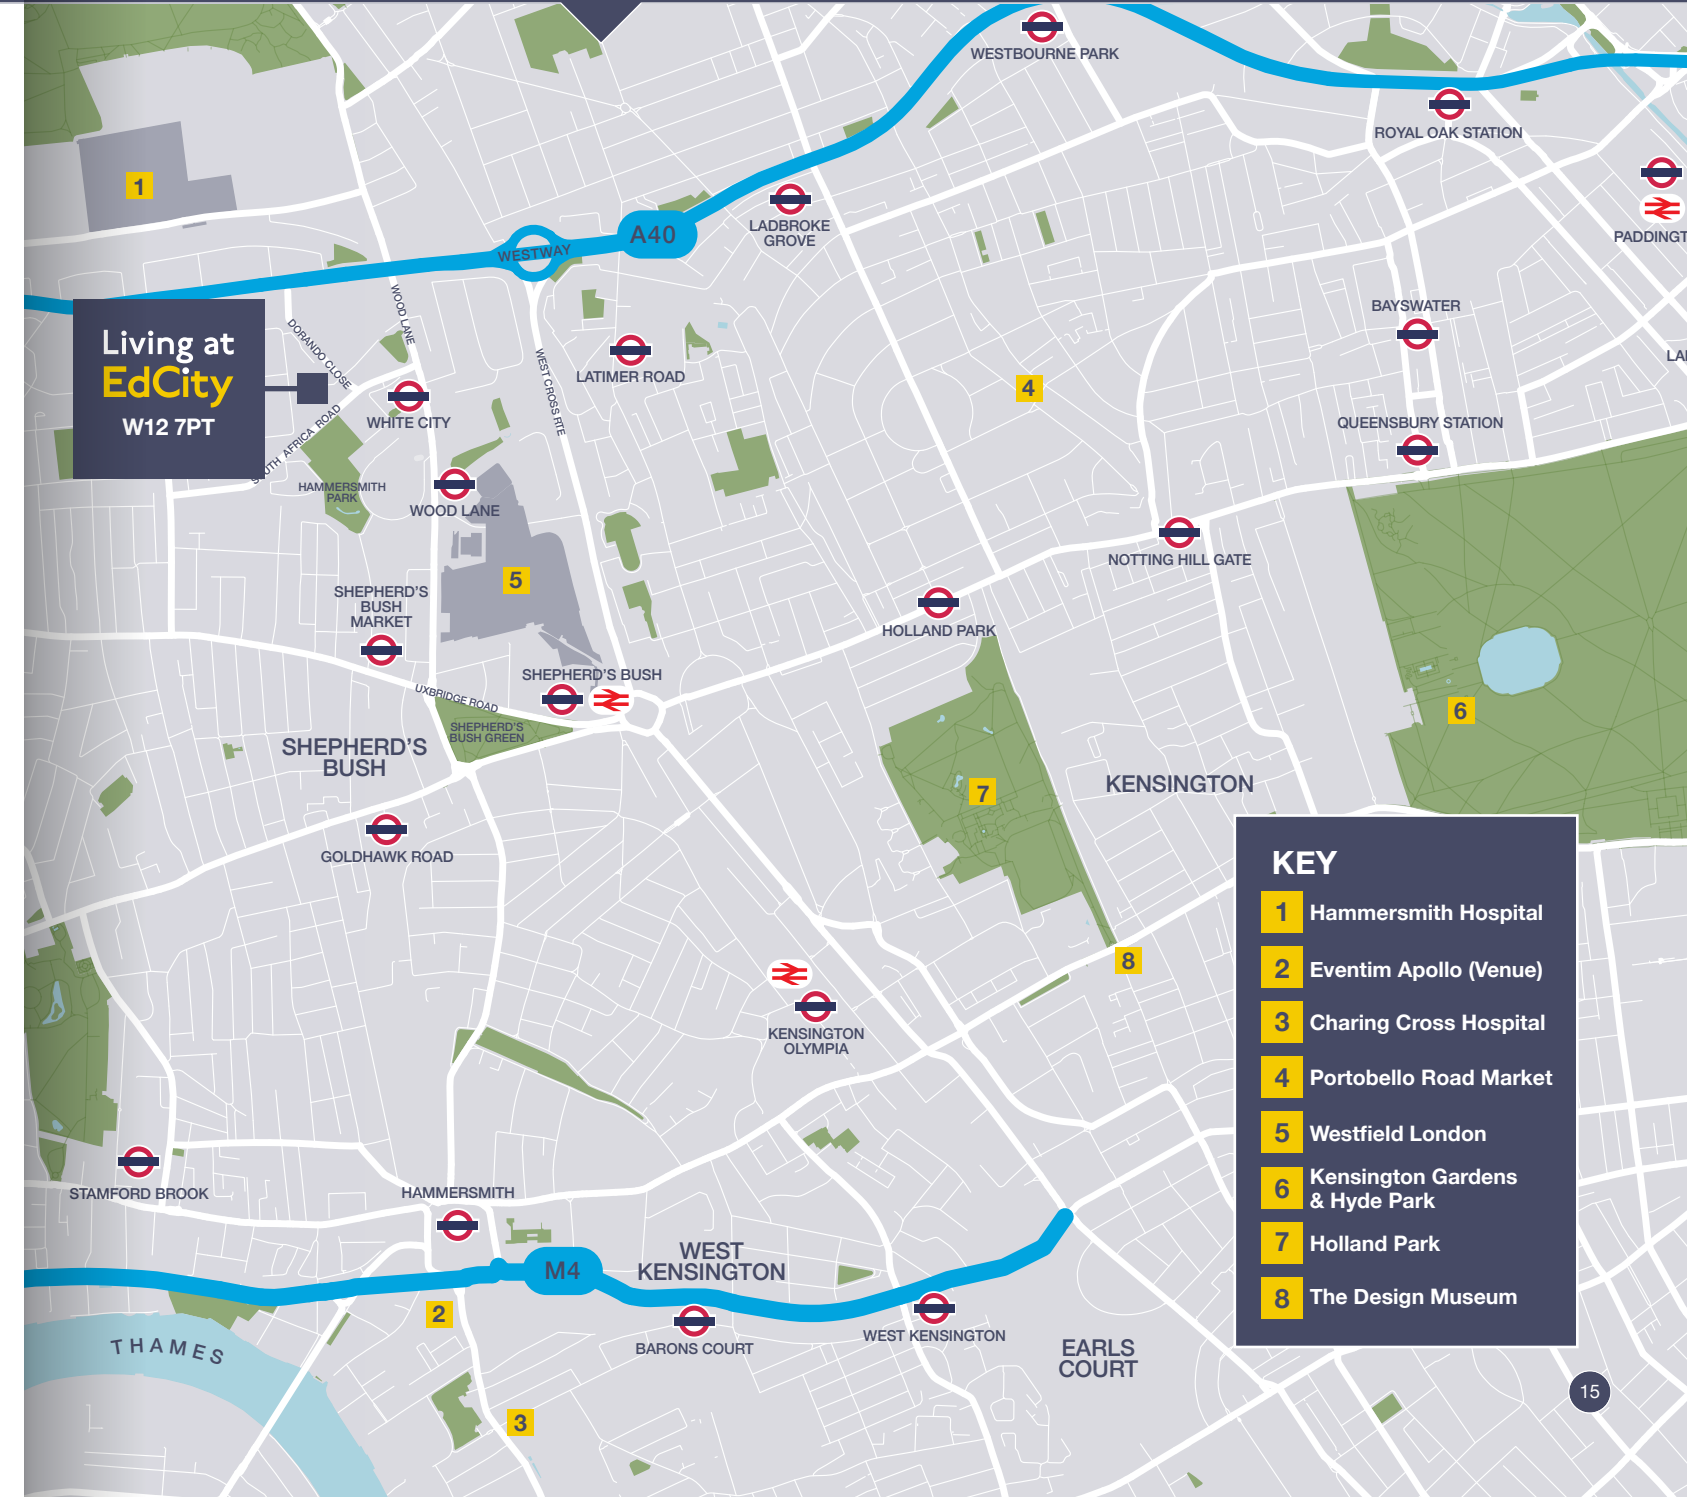 WESTBOURNE PARK
ROYAL OAK STATION
1
A40
WESTWAY
LADBROKE
GROVE
PADDINGT
WOOD LANE
DORANDO CLOSE
WEST CROSS RTE
BAYSWATER
Living at
EdCity
W12 7PT
LATIMER ROAD
LA
4
WHITE CITY
SOUTH AFRICA ROAD
QUEENSBURY STATION
HAMMERSMITH
PARK
WOOD LANE
NOTTING HILL GATE
5
SHEPHERD'S
BUSH
MARKET
HOLLAND PARK
SHEPHERD'S BUSH
UXBRIDGE ROAD
SHEPHERD'S
BUSH GREEN
6
SHEPHERD'S
BUSH
KENSINGTON
7
GOLDHAWK ROAD
8
KENSINGTON
OLYMPIA
STAMFORD BROOK
HAMMERSMITH
M4
WEST
KENSINGTON
2
BARONS COURT
WEST KENSINGTON
EARLS
COURT
THAMES
3
KEY
1 Hammersmith Hospital
2 Eventim Apollo (Venue)
3 Charing Cross Hospital
4 Portobello Road Market
5 Westfield London
6 Kensington Gardens
& Hyde Park
7 Holland Park
8 The Design Museum
15